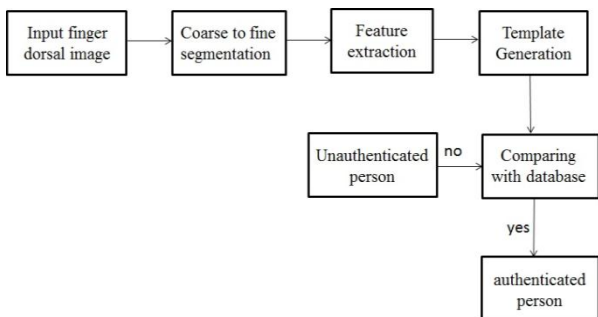 Input finger
dorsal image
Coarse to fine
segmentation
Feature
extraction
Template
Generation
Unauthenticated
person
no
Comparing
with database
yes
authenticated
person